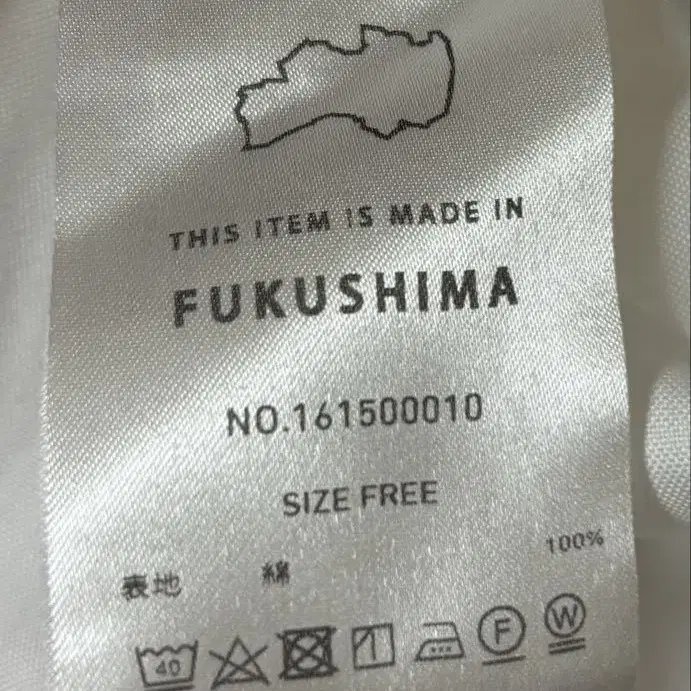 THIS ITEM IS MADE IN
FUKUSHIMA
NO.161500010
SIZE FREE
表地 綿 100%
40 F W